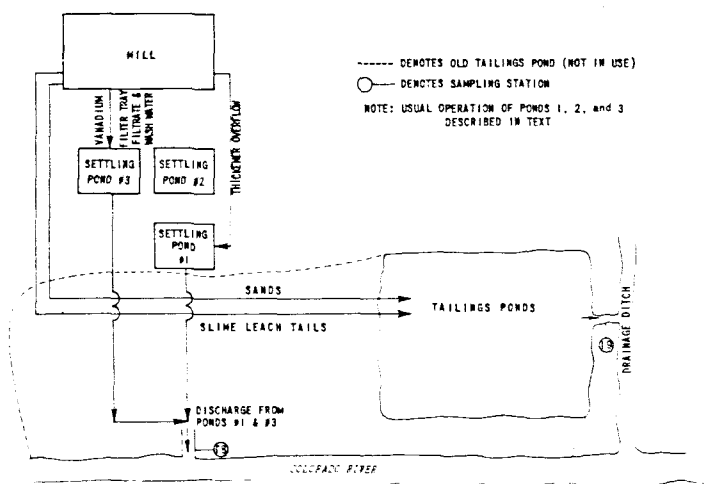 MILL
DENOTES OLD TAILINGS POND (NOT IN USE)
DENOTES SAMPLING STATION
NOTE: USUAL OPERATION OF PONDS 1, 2, and 3
DESCRIBED IN TEXT
VANADIUM
FILTER TRAY
FILTRATE &
WASH WATER
THICKENER OVERFLOW
SETTLING
POND #3
SETTLING
POND #2
SETTLING
POND
#1
SANDS
SLIME LEACH TAILS
TAILINGS PONDS
19
DRAINAGE DITCH
DISCHARGE FROM
PONDS #1 & #3
COLORADO RIVER